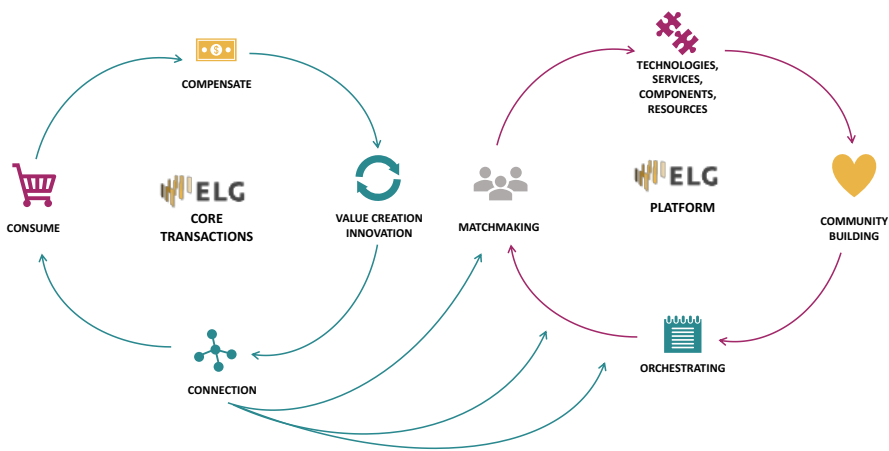 COMPENSATE
CONSUME
ELG
CORE
TRANSACTIONS
VALUE CREATION
INNOVATION
CONNECTION
TECHNOLOGIES,
SERVICES,
COMPONENTS,
RESOURCES
MATCHMAKING
ELG
PLATFORM
COMMUNITY
BUILDING
ORCHESTRATING